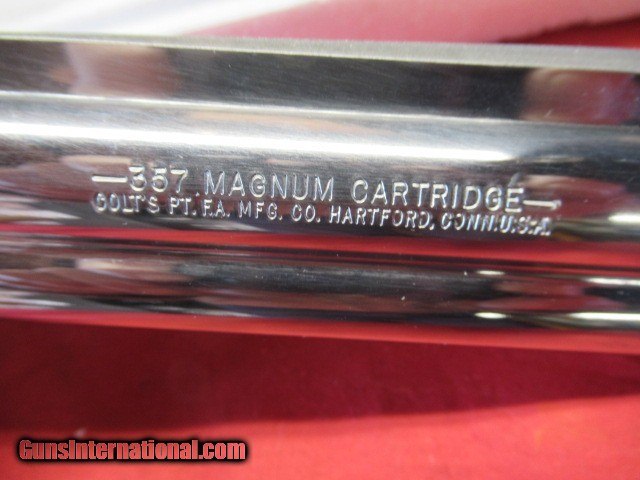 —357 MAGNUM CARTRIDGE—
COLT'S PT. F.A. MFG. CO. HARTFORD, CONN. U.S.A.
GunsInternational.com